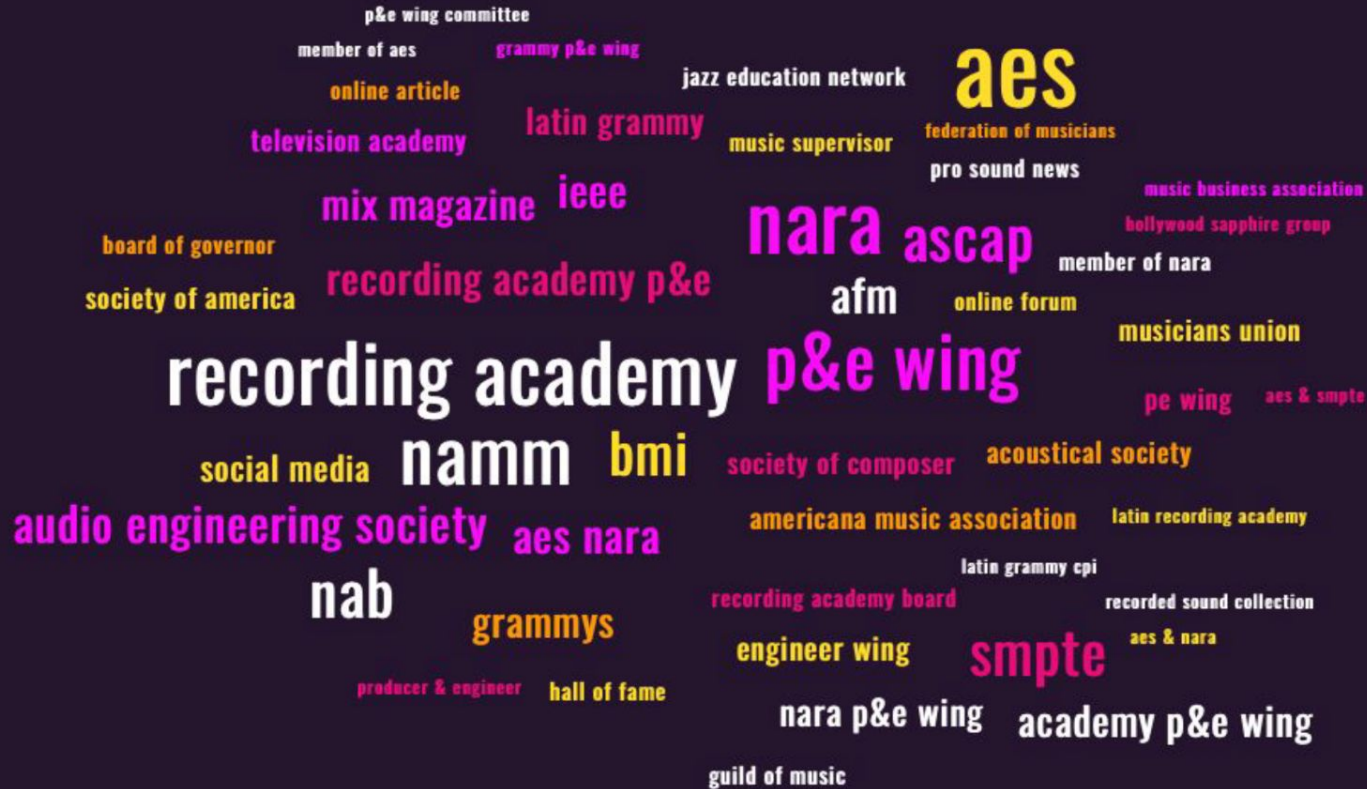 p&e wing committee
member of aes
grammy p&e wing
aes
jazz education network
online article
latin grammy
federation of musicians
television academy
music supervisor
pro sound news
music business association
ieee
mix magazine
nara
ascap
hollywood sapphire group
board of governor
member of nara
recording academy p&e
society of america
afm
online forum
musicians union
recording academy
p&e wing
pe wing
aes & smpte
namm
bmi
social media
society of composer
acoustical society
audio engineering society
aes nara
americana music association
latin recording academy
latin grammy cpi
nab
recording academy board
recorded sound collection
grammys
aes & nara
engineer wing
smpte
producer & engineer
hall of fame
nara p&e wing
academy p&e wing
guild of music